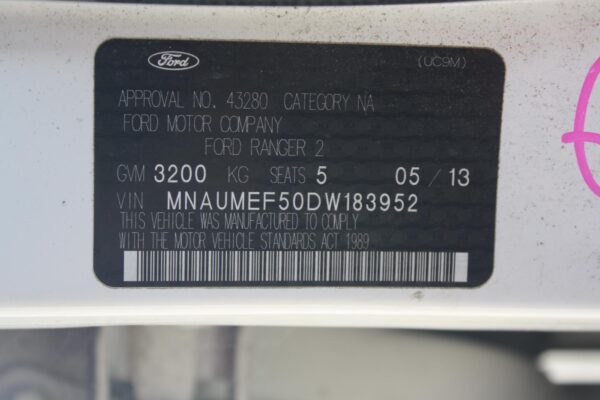 Ford
(UC9M)
APPROVAL NO. 43280 CATEGORY NA
FORD MOTOR COMPANY
FORD RANGER 2
GVM 3200 KG SEATS 5 05 / 13
VIN MNAUMEF50DW183952
THIS VEHICLE WAS MANUFACTURED TO COMPLY
WITH THE MOTOR VEHICLE STANDARDS ACT 1989